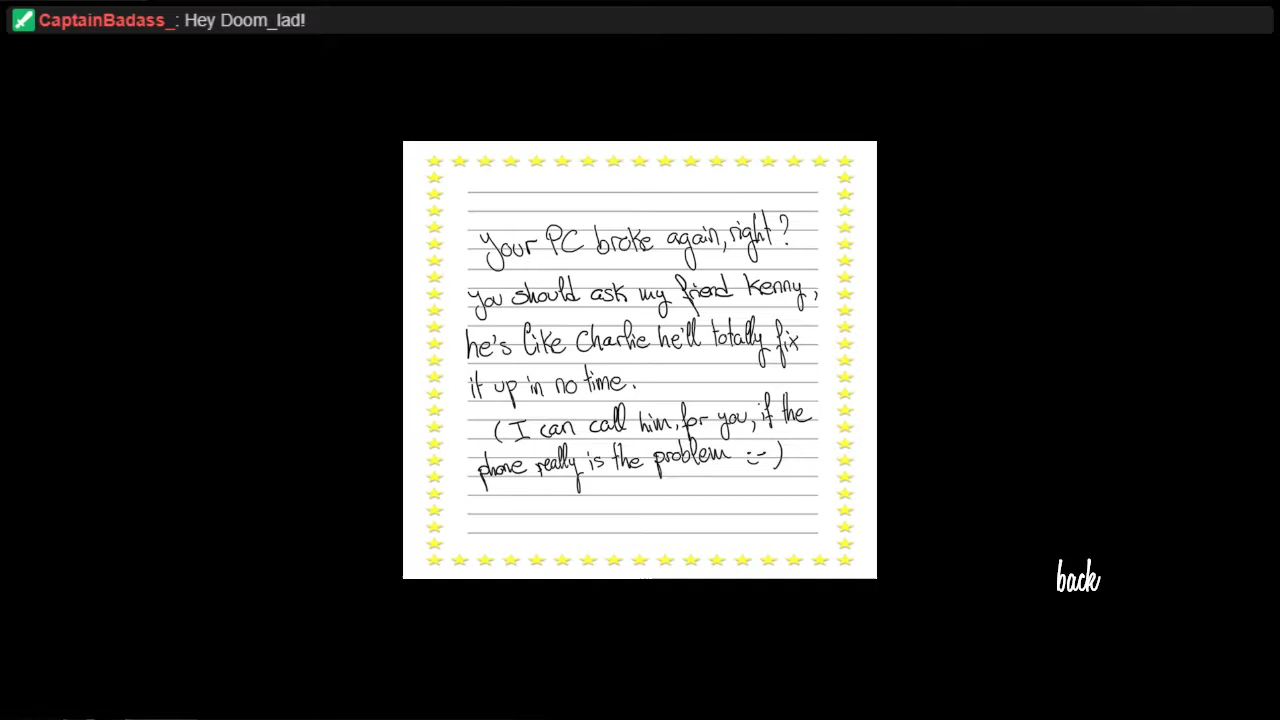 CaptainBadass_: Hey Doom_lad!
Your PC broke again, right?
you should ask my friend Kenny,
he's like Charlie he'll totally fix
it up in no time.
(I can call him, for you, if the
phone really is the problem :-)
back